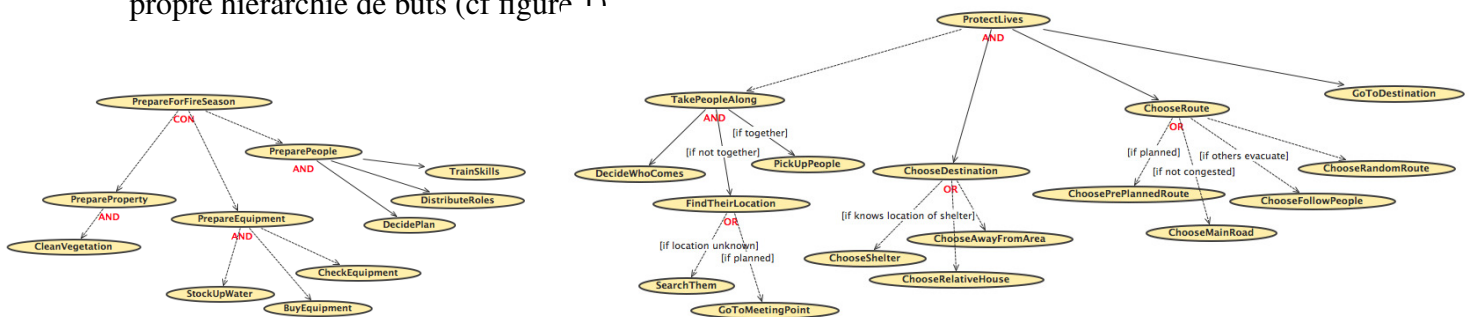 propre hiérarchie de buts (cf figure 1)
PrepareForFireSeason
CON
PreparePeople
AND
TrainSkills
DistributeRoles
DecidePlan
PrepareProperty
AND
CleanVegetation
PrepareEquipment
AND
CheckEquipment
StockUpWater
BuyEquipment
ProtectLives
AND
TakePeopleAlong
AND
[if together]
[if not together]
DecideWhoComes
PickUpPeople
FindTheirLocation
OR
[if location unknown]
[if planned]
SearchThem
GoToMeetingPoint
ChooseDestination
OR
[if knows location of shelter]
ChooseAwayFromArea
ChooseShelter
ChooseRelativeHouse
ChooseRoute
OR
[if planned]
[if others evacuate]
[if not congested]
ChooseRandomRoute
ChoosePrePlannedRoute
ChooseFollowPeople
ChooseMainRoad
GoToDestination